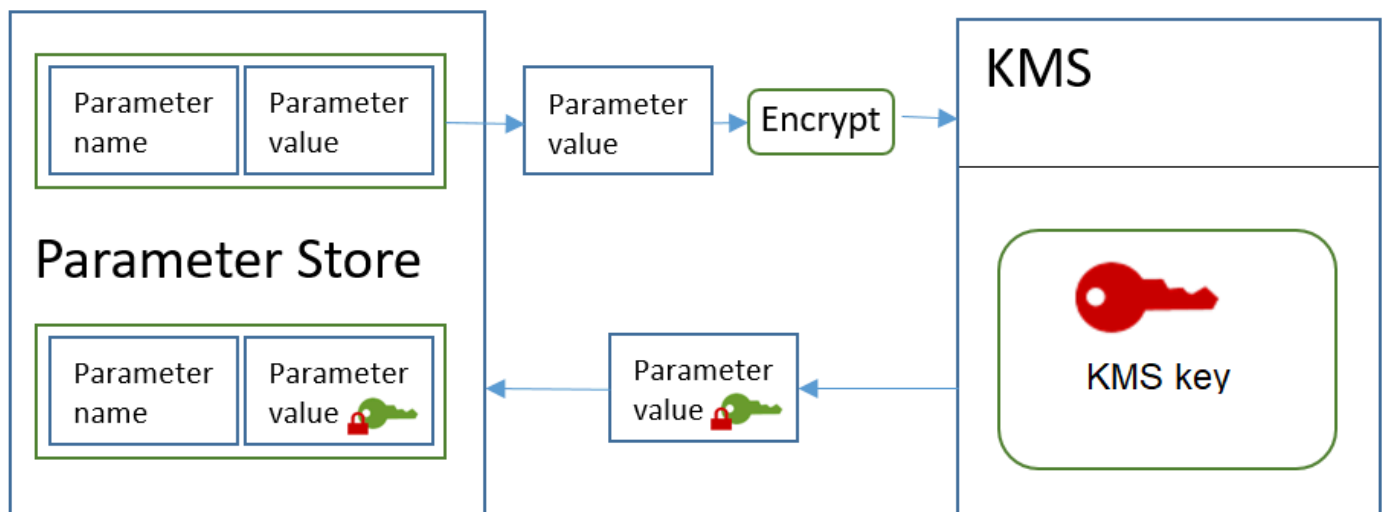 Parameter
name
Parameter
value
Parameter
value
Encrypt
KMS
Parameter Store
Parameter
name
Parameter
value
Parameter
value
KMS key